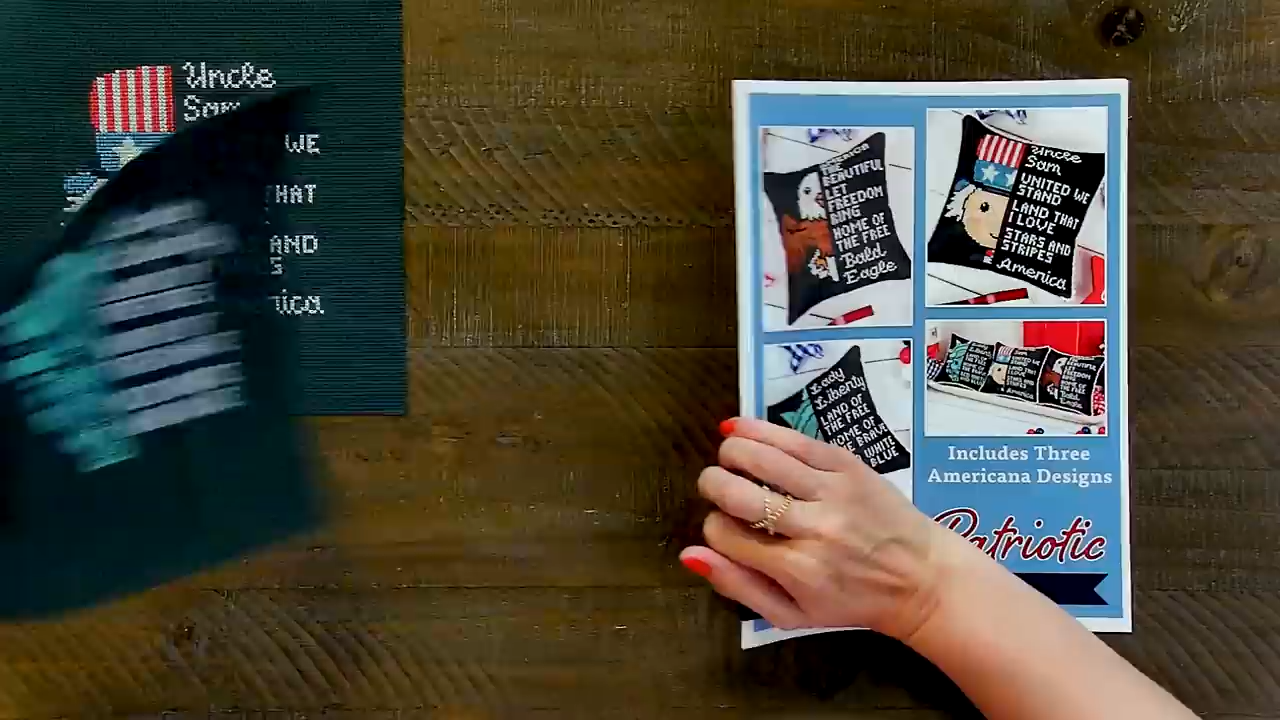 Uncle
Sam
WE
THAT
AND
S
ica
AMERICA
THE
BEAUTIFUL
LET
FREEDOM
RING
HOME OF
THE FREE
Bald
Eagle
Uncle
Sam
UNITED WE
STAND
LAND THAT
I LOVE
STARS AND
STRIPES
America
Lady
Liberty
LAND OF
THE FREE
HOME OF
BRAVE
WHITE
BLUE
Includes Three
Americana Designs
Patriotic